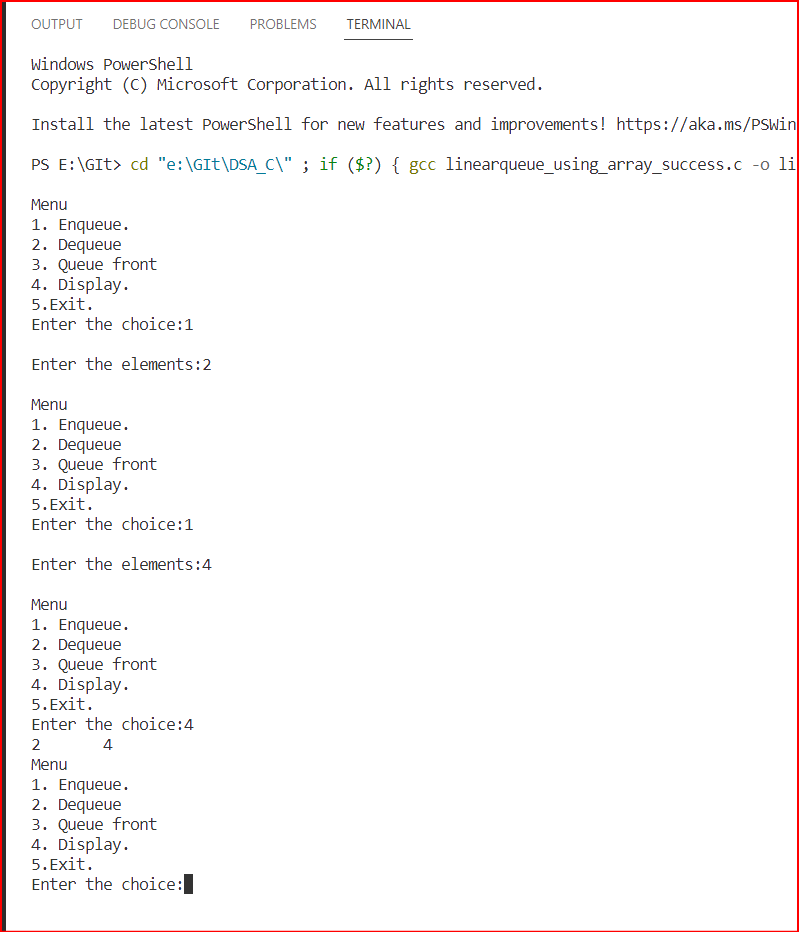 OUTPUT DEBUG CONSOLE PROBLEMS TERMINAL
Windows PowerShell
Copyright (C) Microsoft Corporation. All rights reserved.
Install the latest PowerShell for new features and improvements! https://aka.ms/PSWin
PS E:\GIt> cd "e:\GIt\DSA_C\" ; if ($?) { gcc linearqueue_using_array_success.c -o li
Menu
1. Enqueue.
2. Dequeue
3. Queue front
4. Display.
5.Exit.
Enter the choice:1
Enter the elements:2
Menu
1. Enqueue.
2. Dequeue
3. Queue front
4. Display.
5.Exit.
Enter the choice:1
Enter the elements:4
Menu
1. Enqueue.
2. Dequeue
3. Queue front
4. Display.
5.Exit.
Enter the choice:4
2       4
Menu
1. Enqueue.
2. Dequeue
3. Queue front
4. Display.
5.Exit.
Enter the choice: